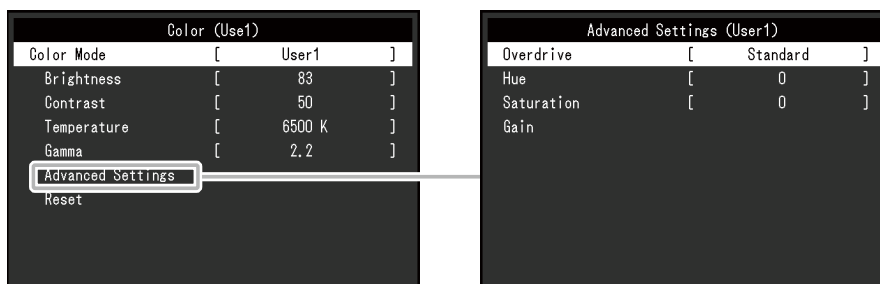 Color (Use1)
Color Mode [ User1 ]
Brightness [ 83 ]
Contrast [ 50 ]
Temperature [ 6500 K ]
Gamma [ 2.2 ]
Advanced Settings
Reset
Advanced Settings (User1)
Overdrive [ Standard ]
Hue [ 0 ]
Saturation [ 0 ]
Gain